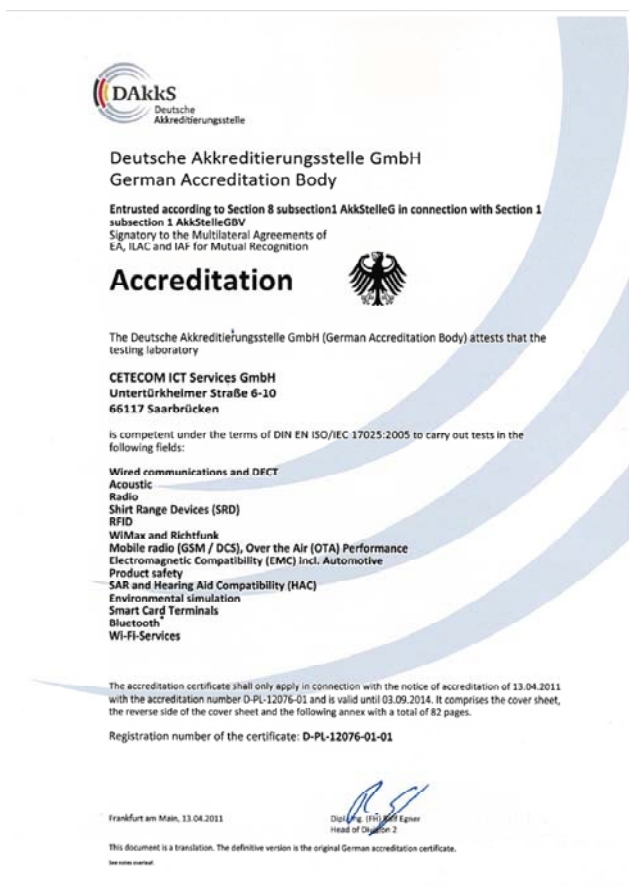 DAkkS
Deutsche
Akkreditierungsstelle
Deutsche Akkreditierungsstelle GmbH
German Accreditation Body
Entrusted according to Section 8 subsection1 AkkStelleG in connection with Section 1
subsection 1 AkkStelleGBV
Signatory to the Multilateral Agreements of
EA, ILAC and IAF for Mutual Recognition
Accreditation
The Deutsche Akkreditierungsstelle GmbH (German Accreditation Body) attests that the
testing laboratory
CETECOM ICT Services GmbH
Untertürkheimer Straße 6-10
66117 Saarbrücken
is competent under the terms of DIN EN ISO/IEC 17025:2005 to carry out tests in the
following fields:
Wired communications and DECT
Acoustic
Radio
Shirt Range Devices (SRD)
RFID
WiMax and Richtfunk
Mobile radio (GSM / DCS), Over the Air (OTA) Performance
Electromagnetic Compatibility (EMC) incl. Automotive
Product safety
SAR and Hearing Aid Compatibility (HAC)
Environmental simulation
Smart Card Terminals
Bluetooth
Wi-Fi-Services
The accreditation certificate shall only apply in connection with the notice of accreditation of 13.04.2011
with the accreditation number D-PL-12076-01 and is valid until 03.09.2014. It comprises the cover sheet,
the reverse side of the cover sheet and the following annex with a total of 82 pages.
Registration number of the certificate: D-PL-12076-01-01
Frankfurt am Main, 13.04.2011
(FH) Egner
Head of Division 2
This document is a translation. The definitive version is the original German accreditation certificate.
See notes overleaf.